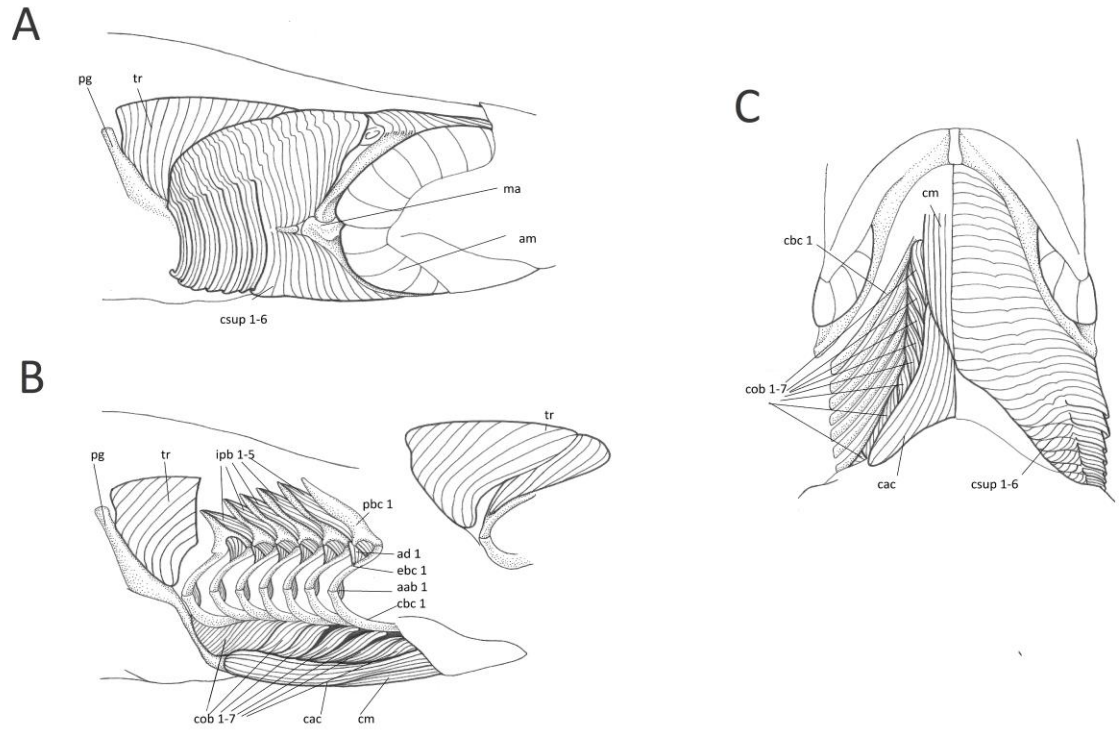 A
pg
tr
ma
am
csup 1-6
B
pg
tr
ipb 1-5
pbc 1
ad 1
ebc 1
aab 1
cbc 1
cob 1-7
cac
cm
tr
C
cm
cbc 1
cob 1-7
cac
csup 1-6